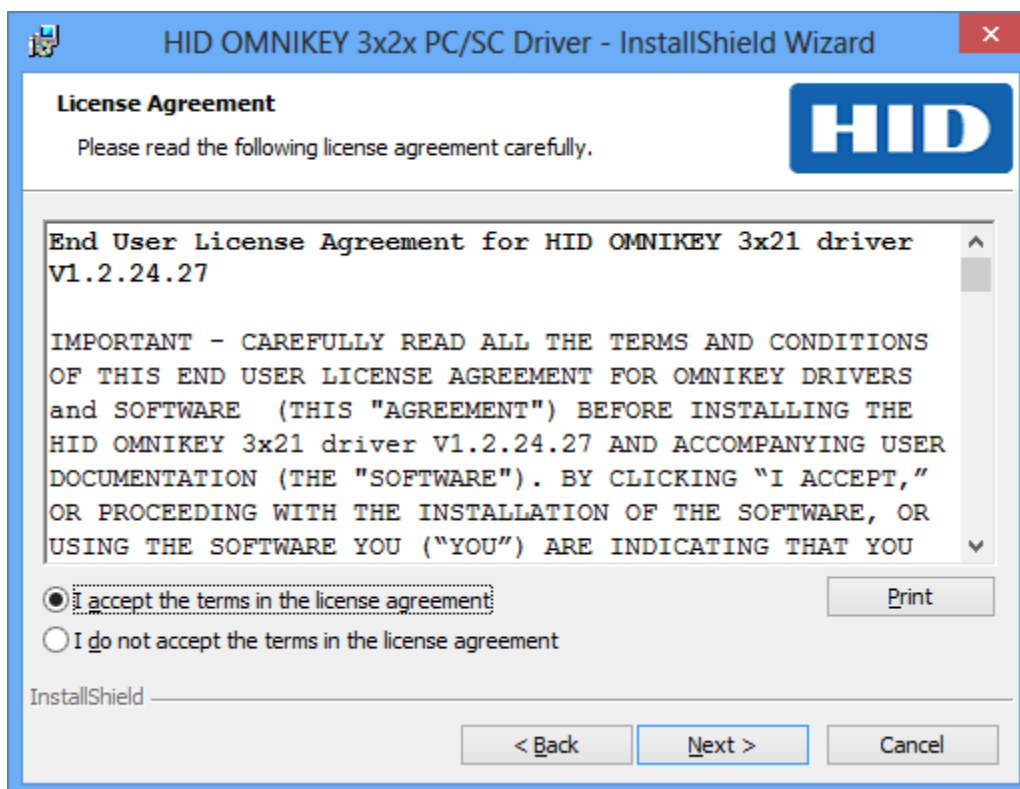 HID OMNIKEY 3x2x PC/SC Driver - InstallShield Wizard
License Agreement
Please read the following license agreement carefully.
HID
End User License Agreement for HID OMNIKEY 3x21 driver
V1.2.24.27
IMPORTANT - CAREFULLY READ ALL THE TERMS AND CONDITIONS
OF THIS END USER LICENSE AGREEMENT FOR OMNIKEY DRIVERS
and SOFTWARE  (THIS "AGREEMENT") BEFORE INSTALLING THE
HID OMNIKEY 3x21 driver V1.2.24.27 AND ACCOMPANYING USER
DOCUMENTATION (THE "SOFTWARE"). BY CLICKING “I ACCEPT,”
OR PROCEEDING WITH THE INSTALLATION OF THE SOFTWARE, OR
USING THE SOFTWARE YOU (“YOU”) ARE INDICATING THAT YOU
I accept the terms in the license agreement
Print
I do not accept the terms in the license agreement
InstallShield
< Back
Next >
Cancel